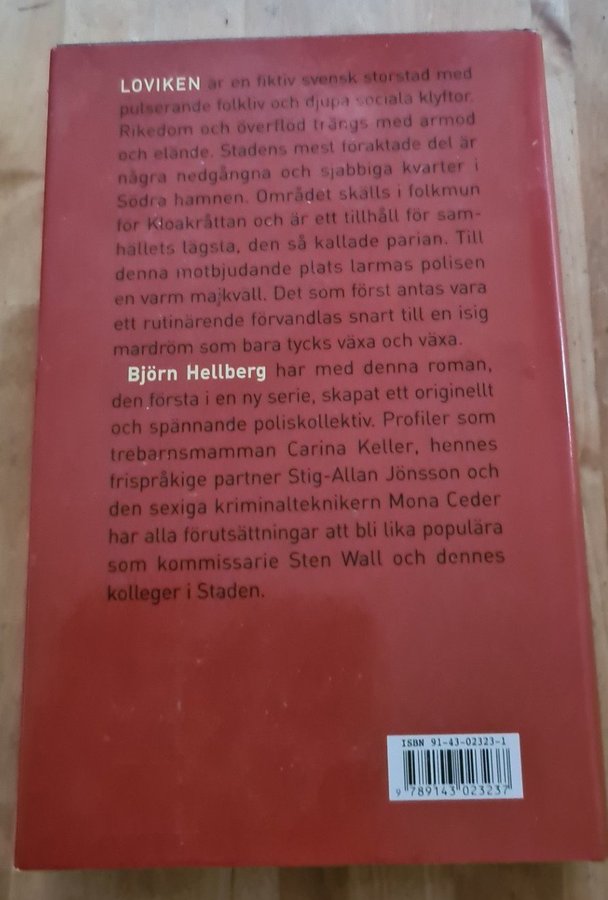 LOVIKEN är en fiktiv svensk storstad med
pulserande folkliv och djupa sociala klyftor.
Rikedom och överflöd trängs med armod
och elände. Stadens mest föraktade del är
några nedgångna och sjabbiga kvarter i
Södra hamnen. Området skälls i folkmun
för Kloakråttan och är ett tillhåll för sam-
hällets lägsta, den så kallade parian. Till
denna motbjudande plats larmas polisen
en varm majkväll. Det som först antas vara
ett rutinärende förvandlas snart till en isig
mardröm som bara tycks växa och växa.
Björn Hellberg har med denna roman,
den första i en ny serie, skapat ett originellt
och spännande poliskollektiv. Profiler som
trebarnsmamman Carina Keller, hennes
frispråkige partner Stig-Allan Jönsson och
den sexiga kriminalteknikern Mona Ceder
har alla förutsättningar att bli lika populära
som kommissarie Sten Wall och dennes
kolleger i Staden.
ISBN 91-43-02323-1
9 789143 023237